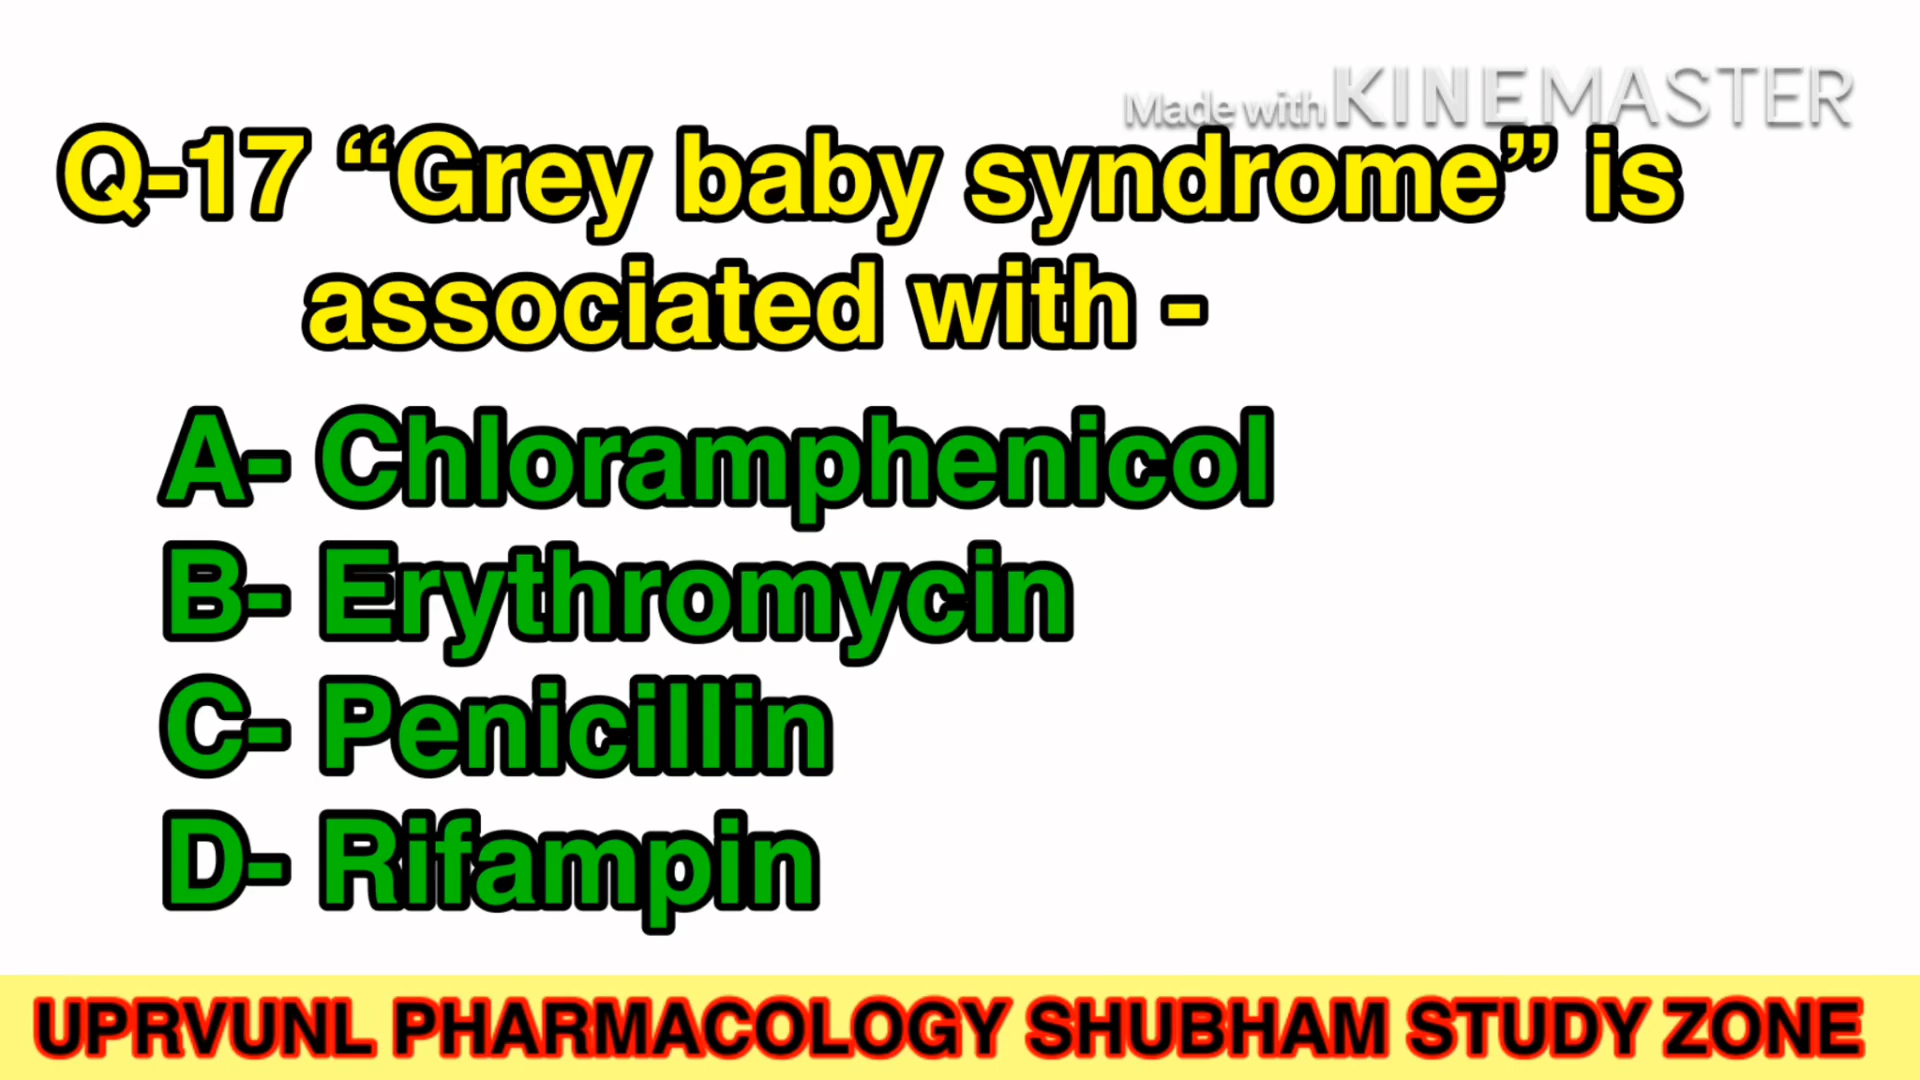 Made with KINEMASTER
Q-17 “Grey baby syndrome” is
associated with -
A- Chloramphenicol
B- Erythromycin
C- Penicillin
D- Rifampin
UPRVUNL PHARMACOLOGY SHUBHAM STUDY ZONE